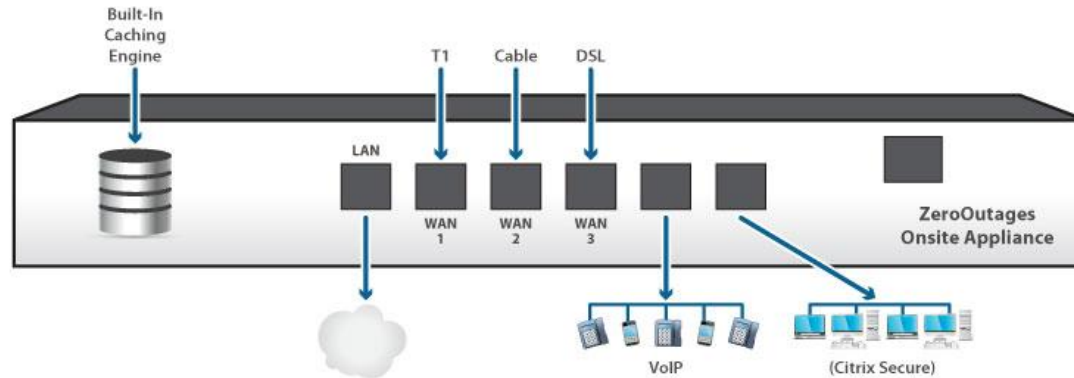 Built-In
Caching
Engine
T1
Cable
DSL
LAN
WAN
1
WAN
2
WAN
3
ZeroOutages
Onsite Appliance
VoIP
(Citrix Secure)